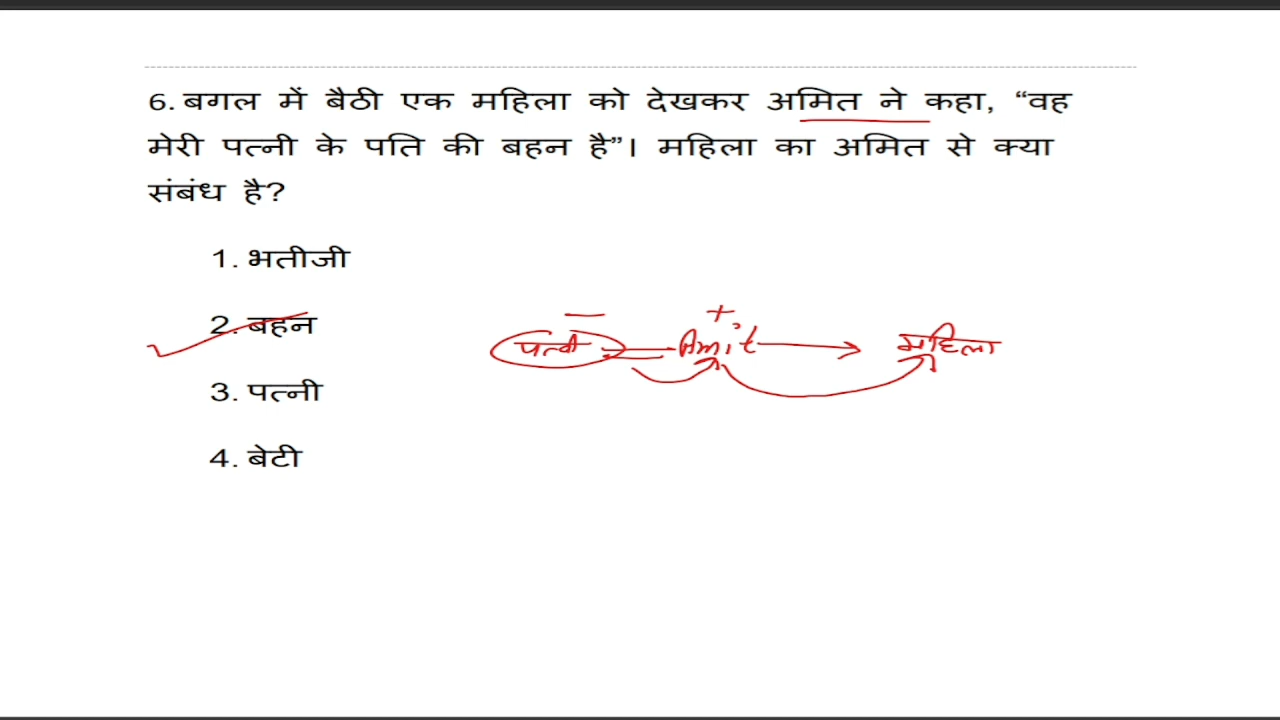 6. बगल में बैठी एक महिला को देखकर अमित ने कहा, “वह
मेरी पत्नी के पति की बहन है”। महिला का अमित से क्या
संबंध है?
1. भतीजी
2. बहन
पत्नी Amit महिला
3. पत्नी
4. बेटी